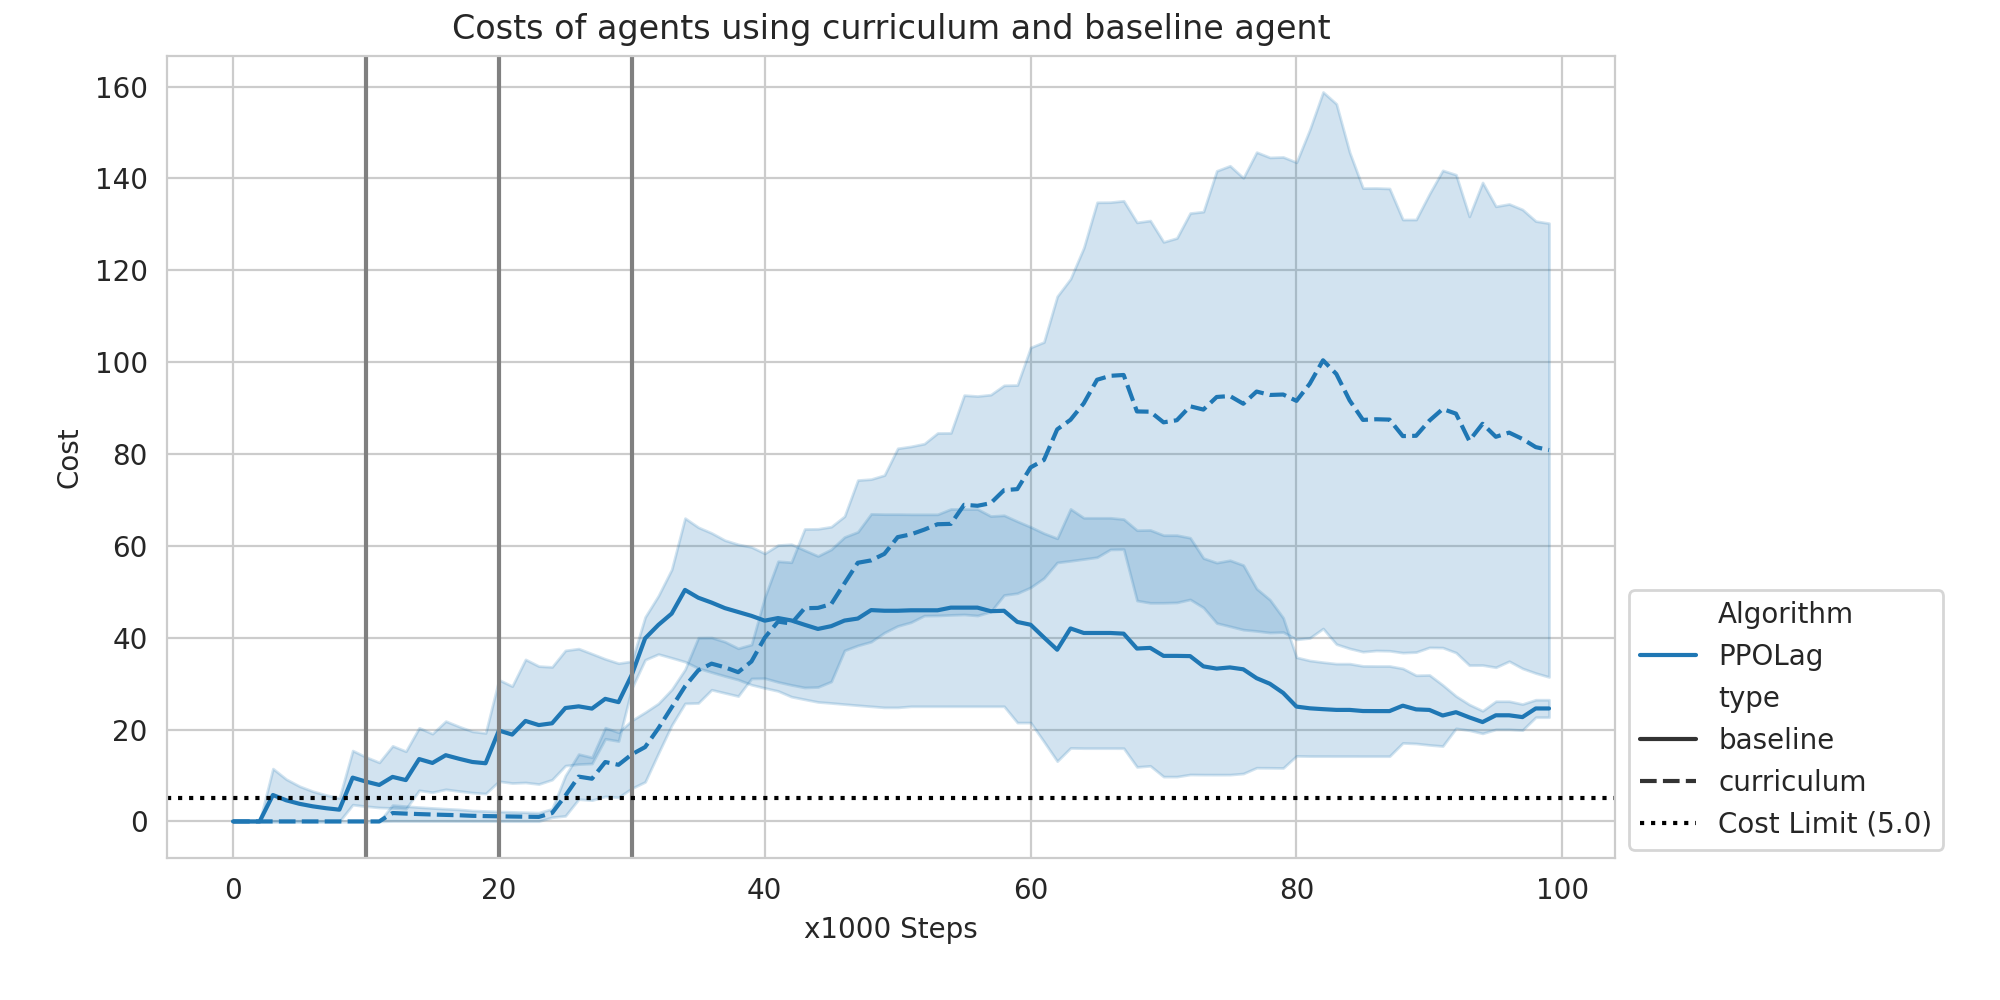 Costs of agents using curriculum and baseline agent
160
140
120
100
80
60
40
20
0
Cost
0 20 40 60 80 100
x1000 Steps
Algorithm
PPOLag
type
baseline
curriculum
Cost Limit (5.0)